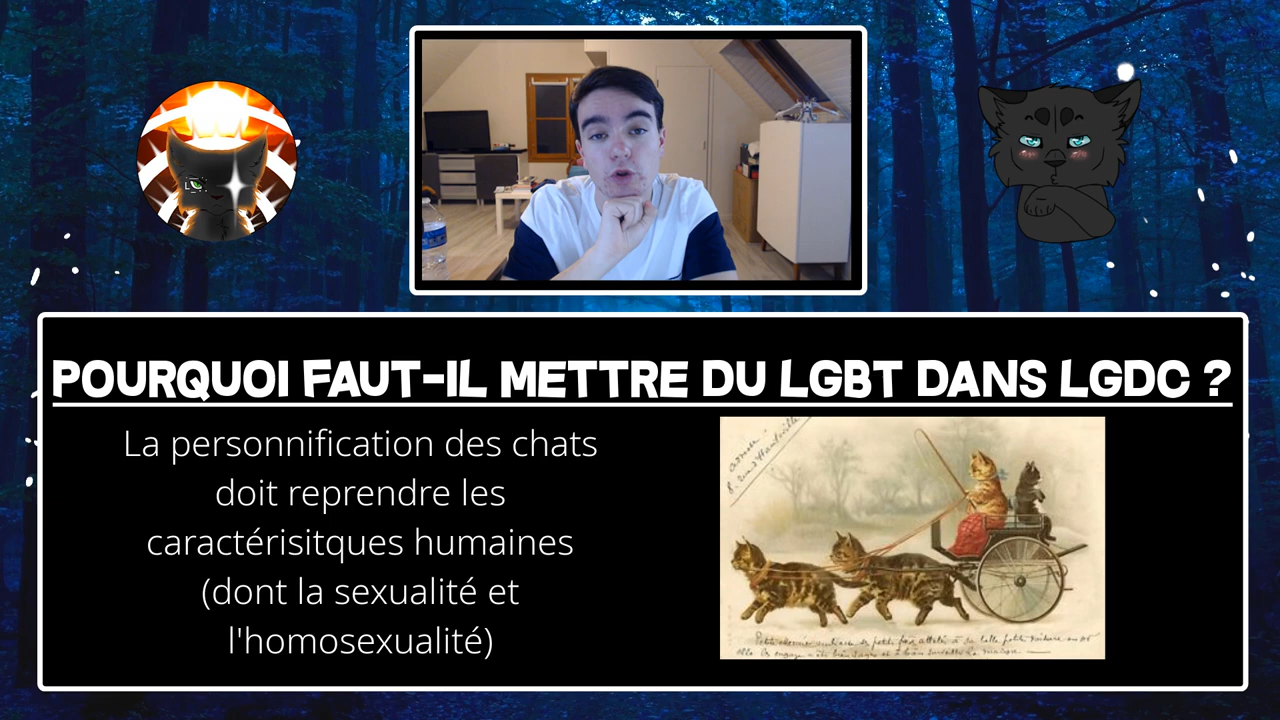 POURQUOI FAUT-IL METTRE DU LGBT DANS LGDC ?
La personnification des chats
doit reprendre les
caractérisitques humaines
(dont la sexualité et
l'homosexualité)